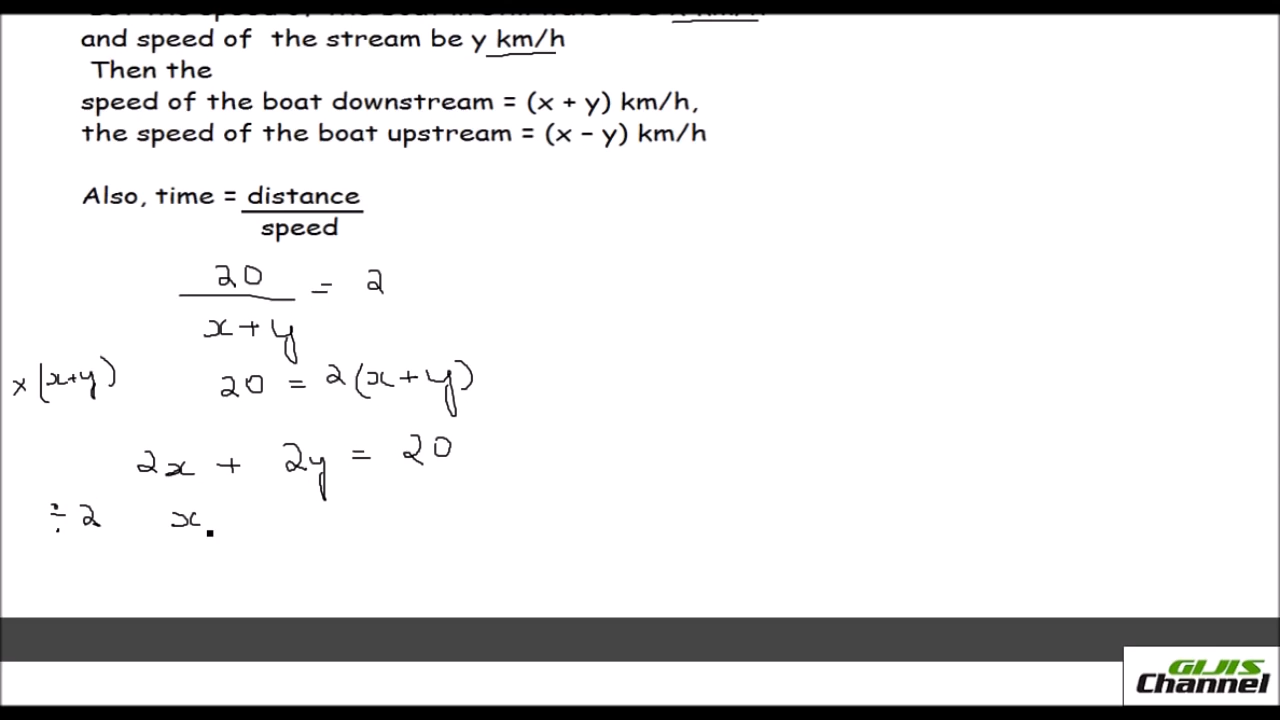 and speed of the stream be y km/h
Then the
speed of the boat downstream = (x + y) km/h,
the speed of the boat upstream = (x – y) km/h
Also, time = distance
speed
20
= 2
x + y
× (x+y) 20 = 2(x + y)
2x + 2y = 20
÷ 2 x
GIJIS
Channel